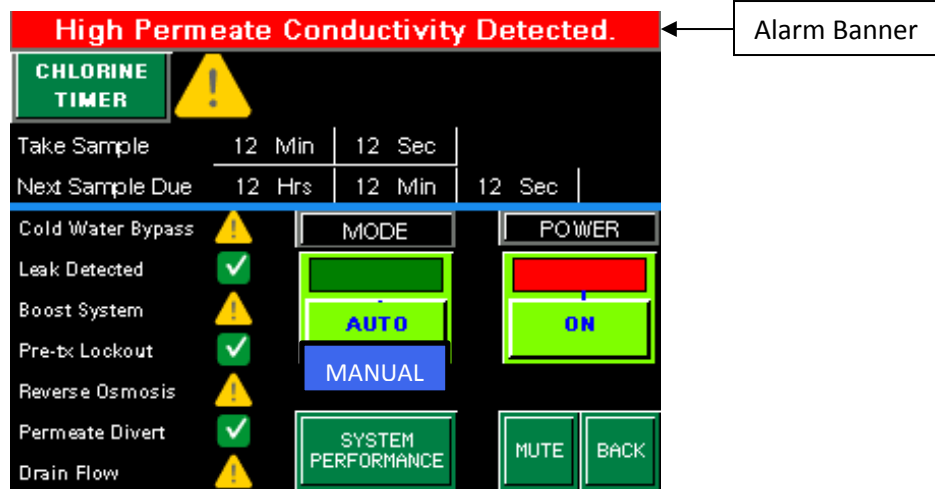 High Permeate Conductivity Detected.
Alarm Banner
CHLORINE
TIMER
Take Sample 12 Min 12 Sec
Next Sample Due 12 Hrs 12 Min 12 Sec
Cold Water Bypass
MODE
POWER
Leak Detected
Boost System
AUTO
ON
Pre-tx Lockout
MANUAL
Reverse Osmosis
Permeate Divert
SYSTEM
PERFORMANCE
MUTE
BACK
Drain Flow